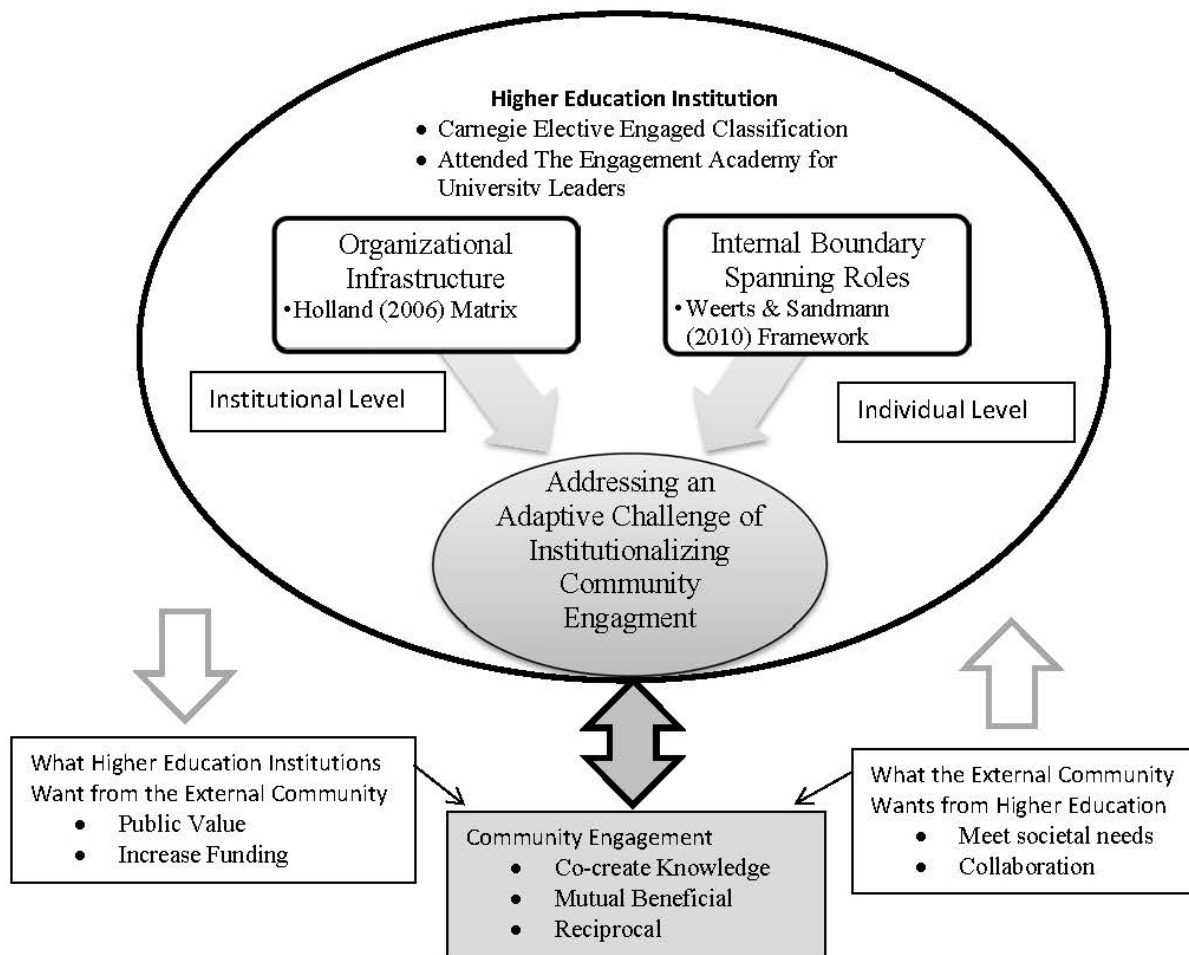 Higher Education Institution
• Carnegie Elective Engaged Classification
• Attended The Engagement Academy for
University Leaders
Organizational
Infrastructure
•Holland (2006) Matrix
Internal Boundary
Spanning Roles
•Weerts & Sandmann
(2010) Framework
Institutional Level
Individual Level
Addressing an
Adaptive Challenge of
Institutionalizing
Community
Engagment
What Higher Education Institutions
Want from the External Community
• Public Value
• Increase Funding
Community Engagement
• Co-create Knowledge
• Mutual Beneficial
• Reciprocal
What the External Community
Wants from Higher Education
• Meet societal needs
• Collaboration